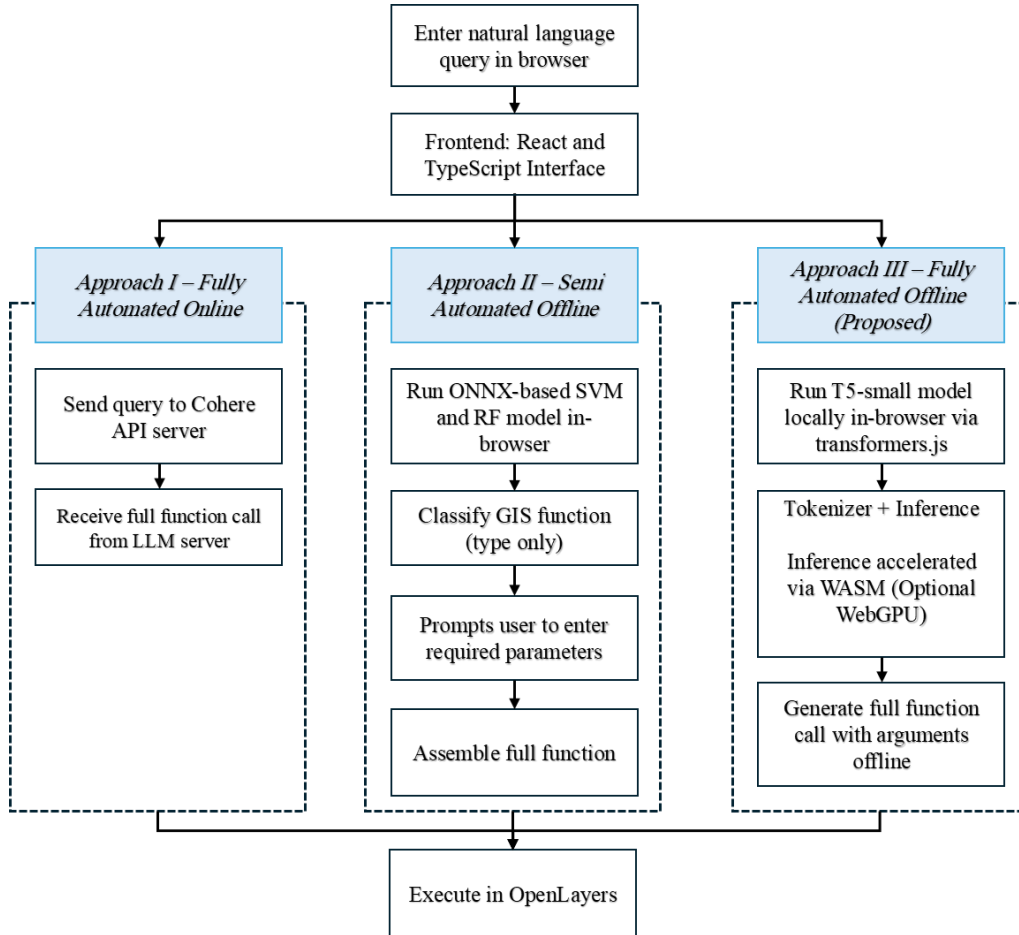 Enter natural language
query in browser
Frontend: React and
TypeScript Interface
Approach I – Fully
Automated Online
Send query to Cohere
API server
Receive full function call
from LLM server
Approach II – Semi
Automated Offline
Run ONNX-based SVM
and RF model in-
browser
Classify GIS function
(type only)
Prompts user to enter
required parameters
Assemble full function
Approach III – Fully
Automated Offline
(Proposed)
Run T5-small model
locally in-browser via
transformers.js
Tokenizer + Inference
Inference accelerated
via WASM (Optional
WebGPU)
Generate full function
call with arguments
offline
Execute in OpenLayers